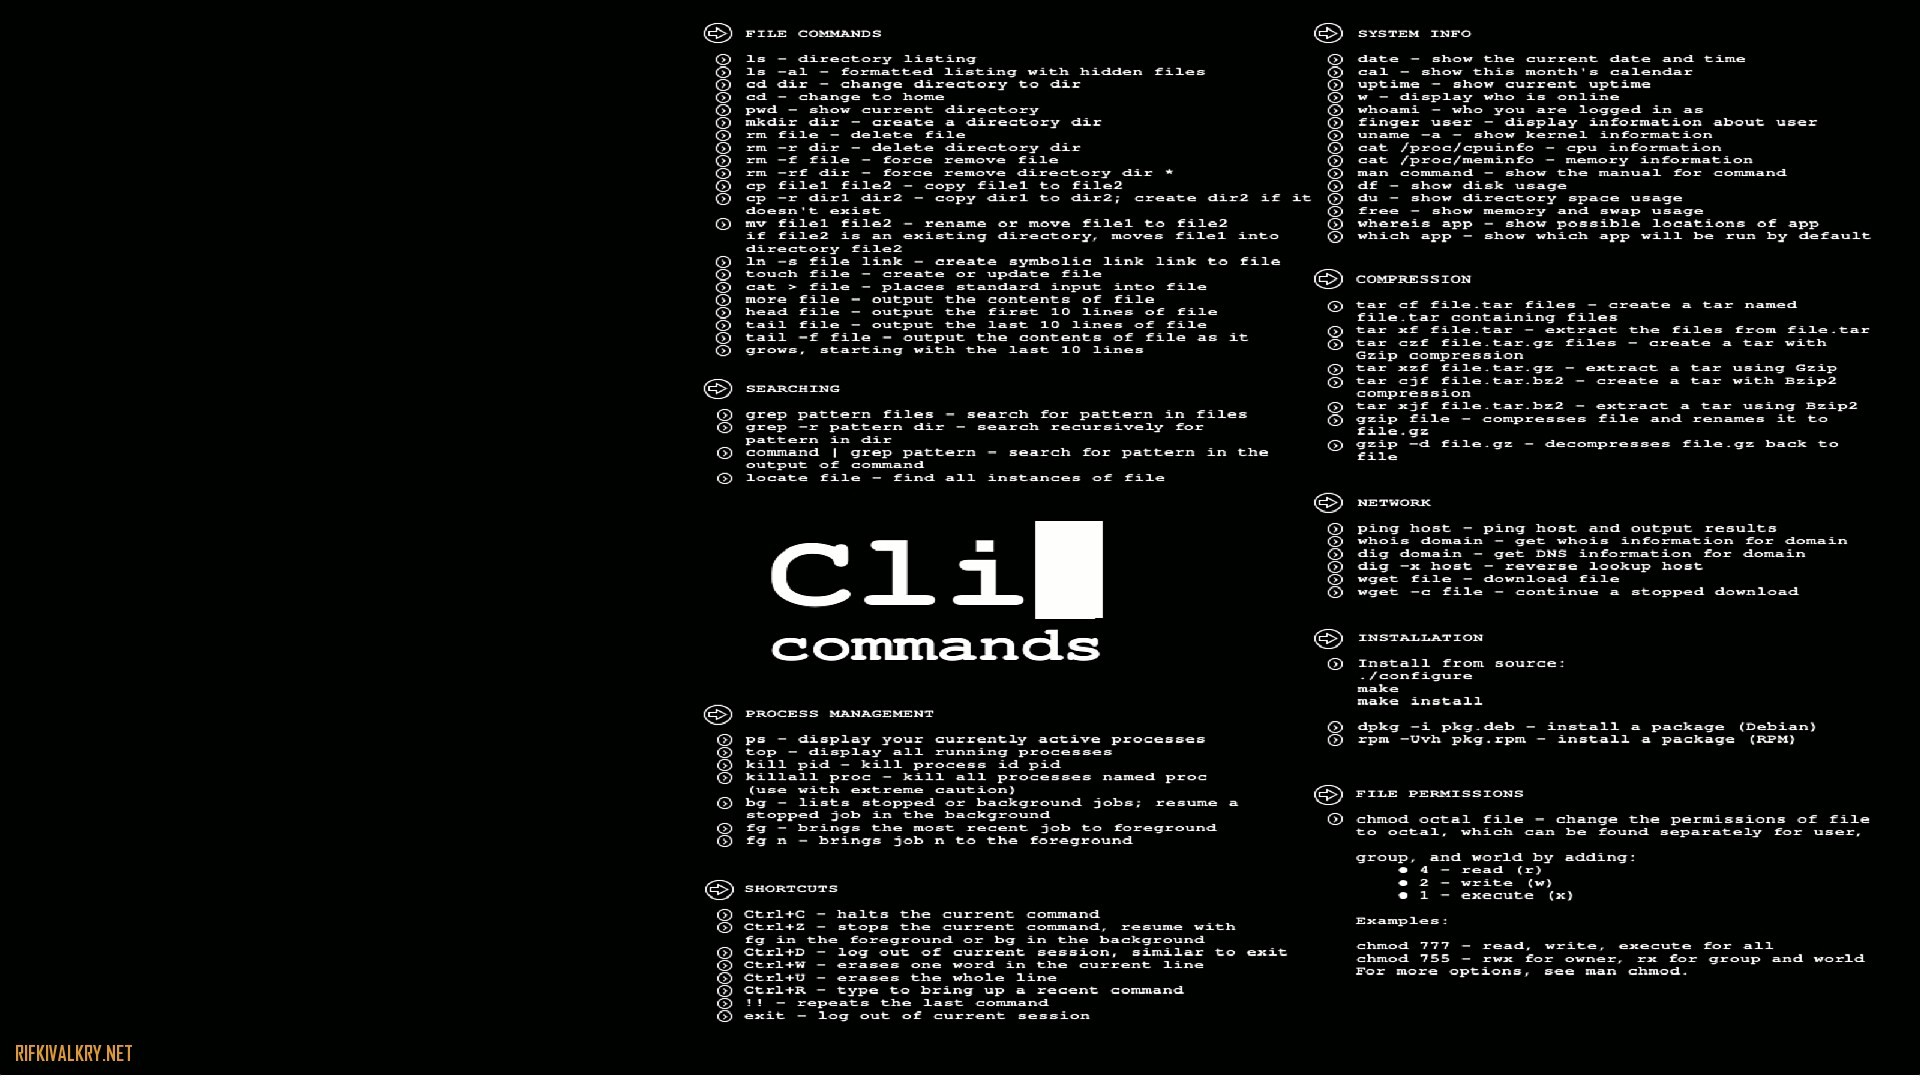 FILE COMMANDS
ls - directory listing
ls -al - formatted listing with hidden files
cd dir - change directory to dir
cd - change to home
pwd - show current directory
mkdir dir - create a directory dir
rm file - delete file
rm -r dir - delete directory dir
rm -f file - force remove file
rm -rf dir - force remove directory dir *
cp file1 file2 - copy file1 to file2
cp -r dir1 dir2 - copy dir1 to dir2; create dir2 if it
doesn't exist
mv file1 file2 - rename or move file1 to file2
if file2 is an existing directory, moves file1 into
directory file2
ln -s file link - create symbolic link link to file
touch file - create or update file
cat > file - places standard input into file
more file - output the contents of file
head file - output the first 10 lines of file
tail file - output the last 10 lines of file
tail -f file - output the contents of file as it
grows, starting with the last 10 lines
SEARCHING
grep pattern files - search for pattern in files
grep -r pattern dir - search recursively for
pattern in dir
command | grep pattern - search for pattern in the
output of command
locate file - find all instances of file
Cli
commands
PROCESS MANAGEMENT
ps - display your currently active processes
top - display all running processes
kill pid - kill process id pid
killall proc - kill all processes named proc
(use with extreme caution)
bg - lists stopped or background jobs; resume a
stopped job in the background
fg - brings the most recent job to foreground
fg n - brings job n to the foreground
SHORTCUTS
Ctrl+C - halts the current command
Ctrl+Z - stops the current command, resume with
fg in the foreground or bg in the background
Ctrl+D - log out of current session, similar to exit
Ctrl+W - erases one word in the current line
Ctrl+U - erases the whole line
Ctrl+R - type to bring up a recent command
!! - repeats the last command
exit - log out of current session
SYSTEM INFO
date - show the current date and time
cal - show this month's calendar
uptime - show current uptime
w - display who is online
whoami - who you are logged in as
finger user - display information about user
uname -a - show kernel information
cat /proc/cpuinfo - cpu information
cat /proc/meminfo - memory information
man command - show the manual for command
df - show disk usage
du - show directory space usage
free - show memory and swap usage
whereis app - show possible locations of app
which app - show which app will be run by default
COMPRESSION
tar cf file.tar files - create a tar named
file.tar containing files
tar xf file.tar - extract the files from file.tar
tar czf file.tar.gz files - create a tar with
Gzip compression
tar xzf file.tar.gz - extract a tar using Gzip
tar cjf file.tar.bz2 - create a tar with Bzip2
compression
tar xjf file.tar.bz2 - extract a tar using Bzip2
gzip file - compresses file and renames it to
file.gz
gzip -d file.gz - decompresses file.gz back to
file
NETWORK
ping host - ping host and output results
whois domain - get whois information for domain
dig domain - get DNS information for domain
dig -x host - reverse lookup host
wget file - download file
wget -c file - continue a stopped download
INSTALLATION
Install from source:
./configure
make
make install
dpkg -i pkg.deb - install a package (Debian)
rpm -Uvh pkg.rpm - install a package (RPM)
FILE PERMISSIONS
chmod octal file - change the permissions of file
to octal, which can be found separately for user,
group, and world by adding:
● 4 - read (r)
● 2 - write (w)
● 1 - execute (x)
Examples:
chmod 777 - read, write, execute for all
chmod 755 - rwx for owner, rx for group and world
For more options, see man chmod.
RIFKIVALKRY.NET